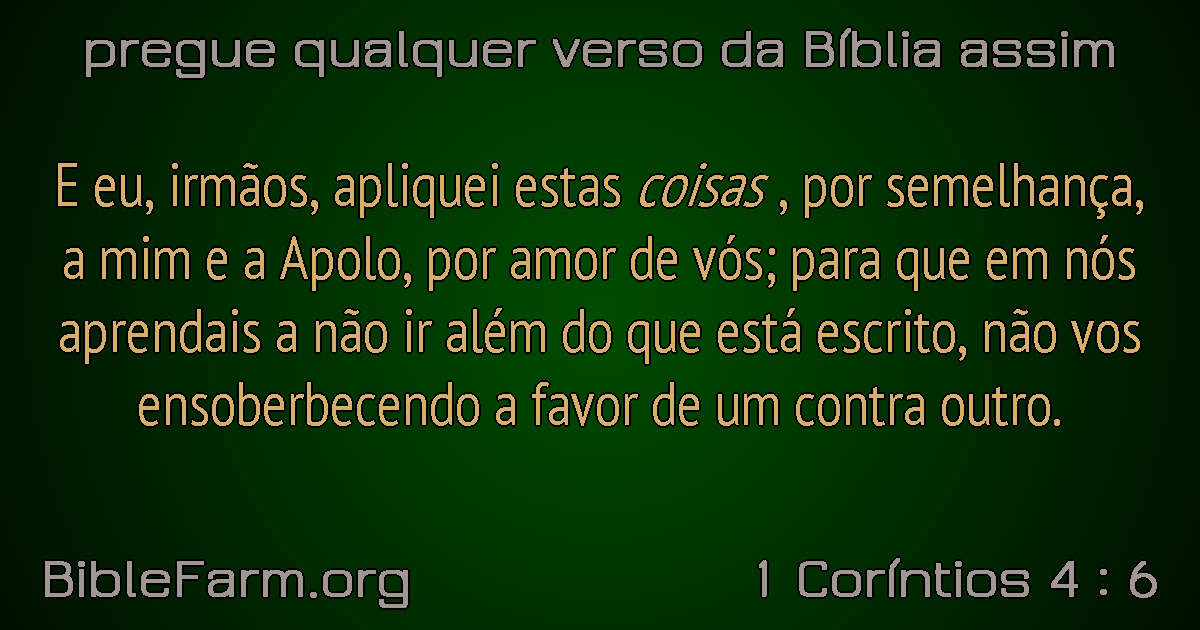 pregue qualquer verso da Bíblia assim
E eu, irmãos, apliquei estas coisas , por semelhança,
a mim e a Apolo, por amor de vós; para que em nós
aprendais a não ir além do que está escrito, não vos
ensoberbecendo a favor de um contra outro.
BibleFarm.org
1 Coríntios 4 : 6